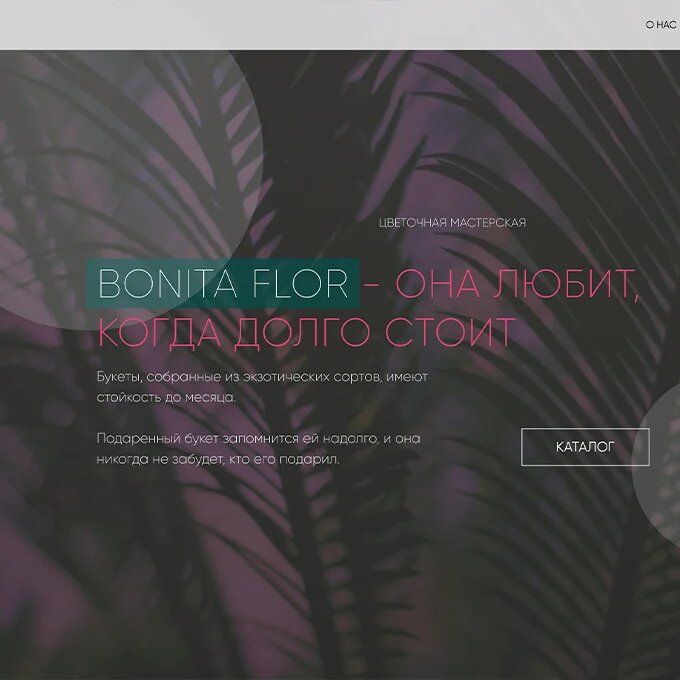 О НАС
ЦВЕТОЧНАЯ МАСТЕРСКАЯ
BONITA FLOR - ОНА ЛЮБИТ,
КОГДА ДОЛГО СТОИТ
Букеты, собранные из экзотических сортов, имеют
стойкость до месяца.
Подаренный букет запомнится ей надолго, и она
никогда не забудет, кто его подарил.
КАТАЛОГ